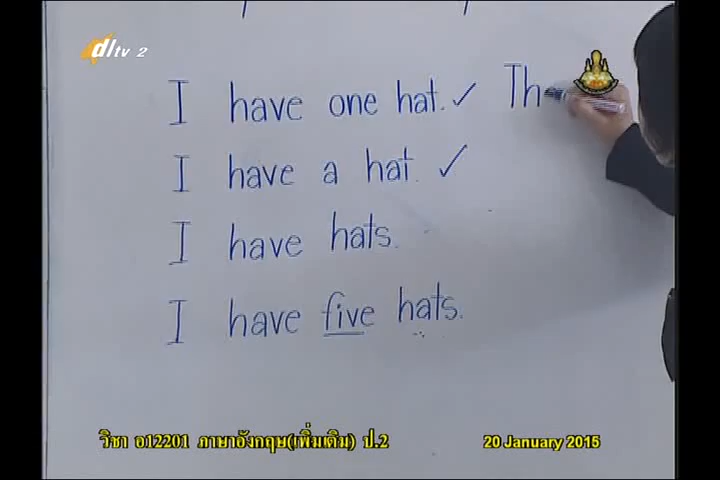 dltv 2
I have one hat. ✓ Th
I have a hat. ✓
I have hats.
I have five hats.
วิชา อ12201 ภาษาอังกฤษ(เพิ่มเติม) ป.2
20 January 2015